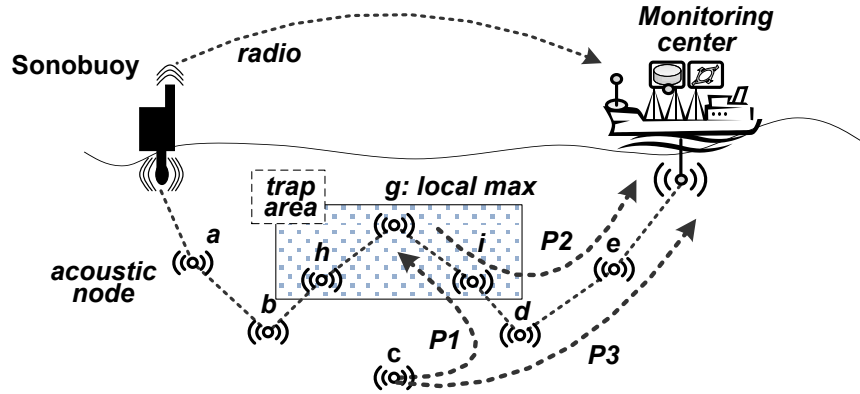 Monitoring
center
radio
Sonobuoy
trap
area
g: local max
a
h
i
P2
e
acoustic
node
b
d
P1
c
P3